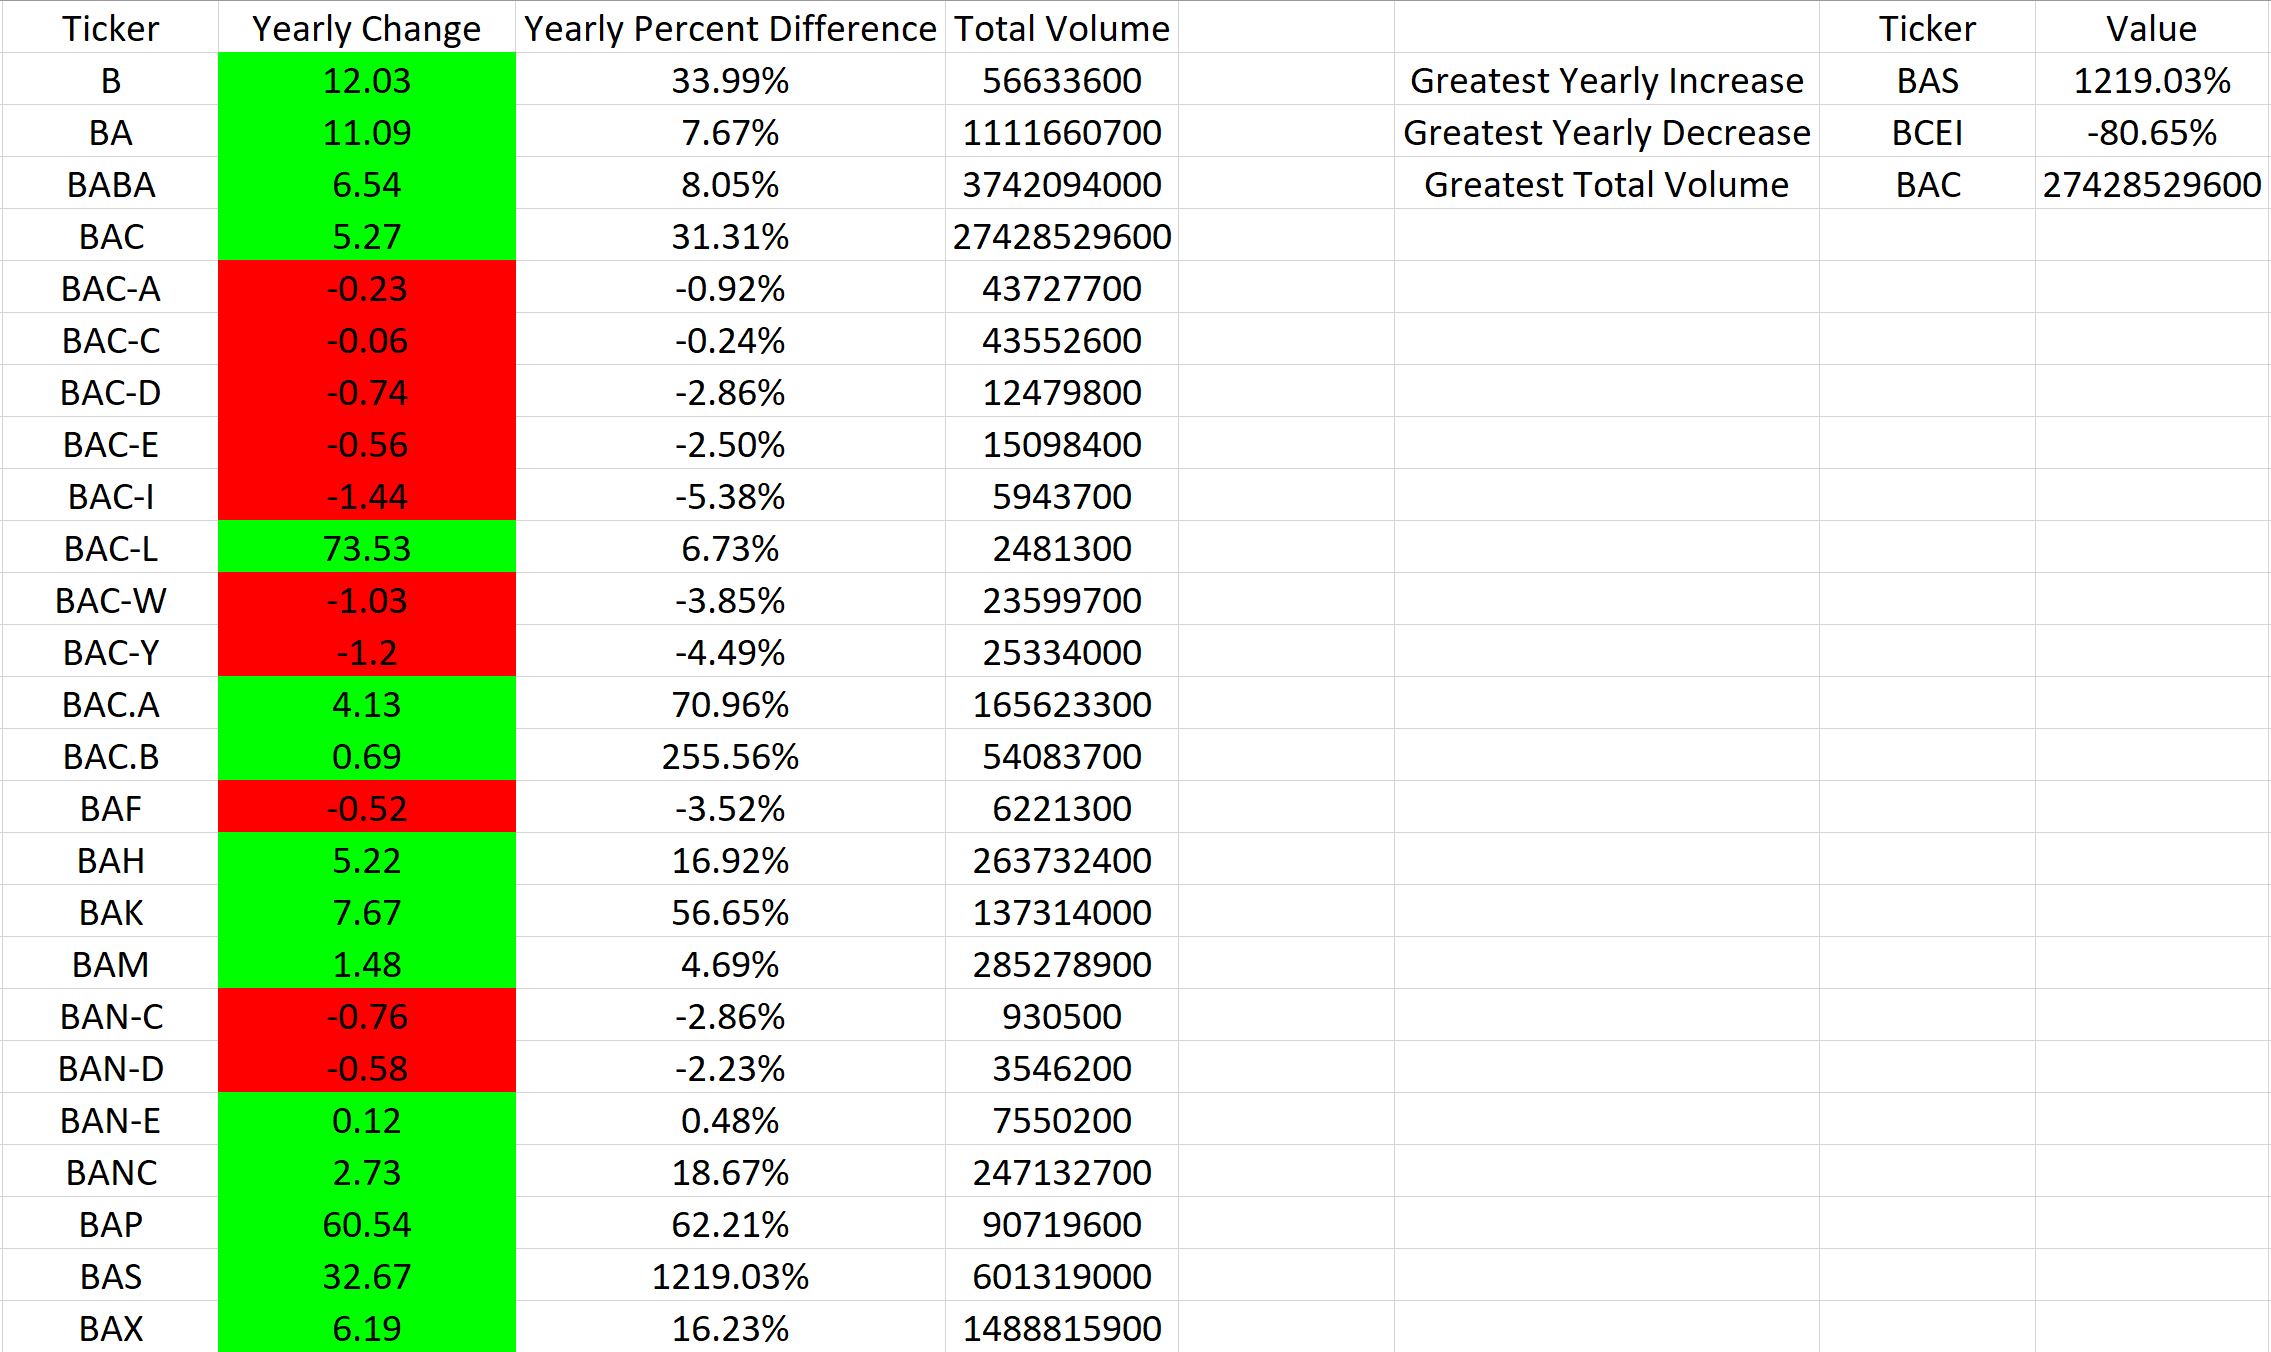 Ticker Yearly Change Yearly Percent Difference Total Volume Ticker Value
B 12.03 33.99% 56633600 Greatest Yearly Increase BAS 1219.03%
BA 11.09 7.67% 1111660700 Greatest Yearly Decrease BCEI -80.65%
BABA 6.54 8.05% 3742094000 Greatest Total Volume BAC 27428529600
BAC 5.27 31.31% 27428529600
BAC-A -0.23 -0.92% 43727700
BAC-C -0.06 -0.24% 43552600
BAC-D -0.74 -2.86% 12479800
BAC-E -0.56 -2.50% 15098400
BAC-I -1.44 -5.38% 5943700
BAC-L 73.53 6.73% 2481300
BAC-W -1.03 -3.85% 23599700
BAC-Y -1.2 -4.49% 25334000
BAC.A 4.13 70.96% 165623300
BAC.B 0.69 255.56% 54083700
BAF -0.52 -3.52% 6221300
BAH 5.22 16.92% 263732400
BAK 7.67 56.65% 137314000
BAM 1.48 4.69% 285278900
BAN-C -0.76 -2.86% 930500
BAN-D -0.58 -2.23% 3546200
BAN-E 0.12 0.48% 7550200
BANC 2.73 18.67% 247132700
BAP 60.54 62.21% 90719600
BAS 32.67 1219.03% 601319000
BAX 6.19 16.23% 1488815900